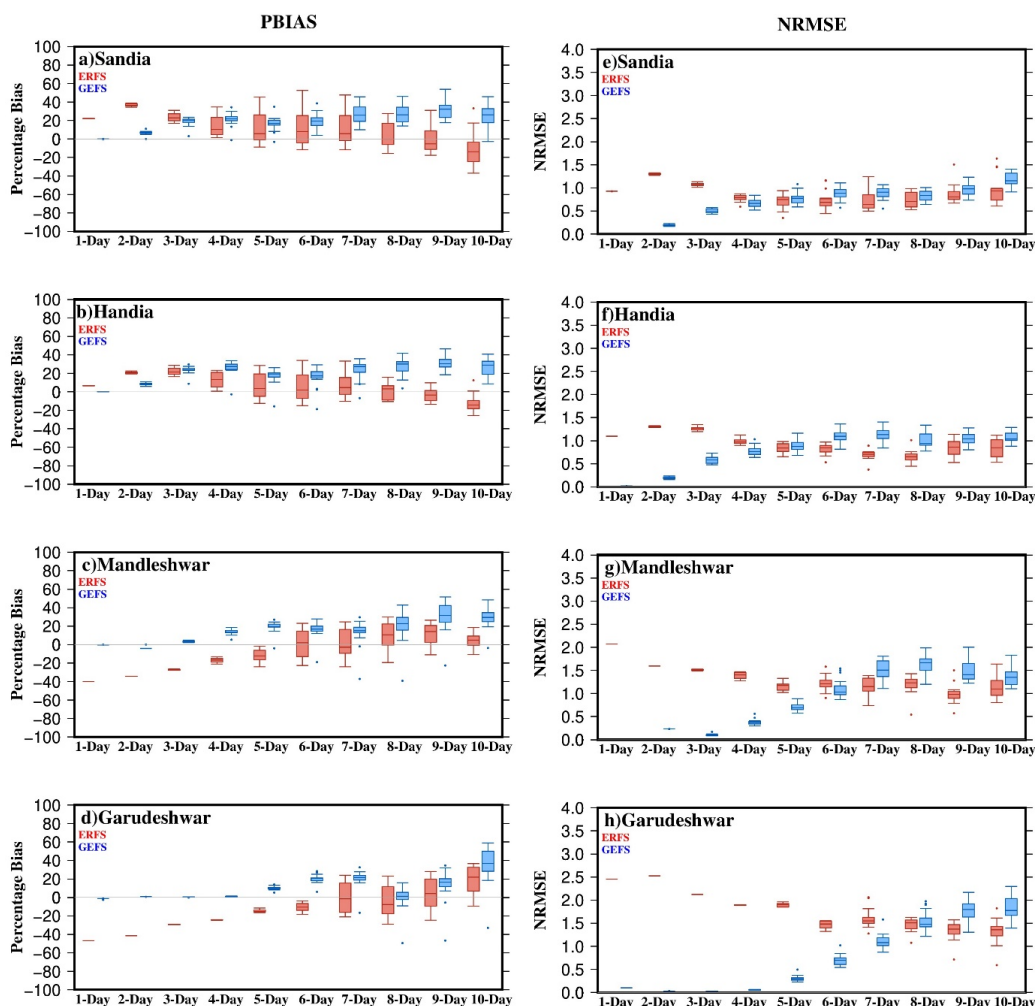 PBIAS
100
80
60
40
20
0
−20
−40
−60
−80
−100
Percentage Bias
a)Sandia
ERFS
GEFS
1-Day 2-Day 3-Day 4-Day 5-Day 6-Day 7-Day 8-Day 9-Day 10-Day
100
80
60
40
20
0
−20
−40
−60
−80
−100
Percentage Bias
b)Handia
ERFS
GEFS
1-Day 2-Day 3-Day 4-Day 5-Day 6-Day 7-Day 8-Day 9-Day 10-Day
100
80
60
40
20
0
−20
−40
−60
−80
−100
Percentage Bias
c)Mandleshwar
ERFS
GEFS
1-Day 2-Day 3-Day 4-Day 5-Day 6-Day 7-Day 8-Day 9-Day 10-Day
100
80
60
40
20
0
−20
−40
−60
−80
−100
Percentage Bias
d)Garudeshwar
ERFS
GEFS
1-Day 2-Day 3-Day 4-Day 5-Day 6-Day 7-Day 8-Day 9-Day 10-Day
NRMSE
4.0
3.5
3.0
2.5
2.0
1.5
1.0
0.5
0.0
NRMSE
e)Sandia
ERFS
GEFS
1-Day 2-Day 3-Day 4-Day 5-Day 6-Day 7-Day 8-Day 9-Day 10-Day
4.0
3.5
3.0
2.5
2.0
1.5
1.0
0.5
0.0
NRMSE
f)Handia
ERFS
GEFS
1-Day 2-Day 3-Day 4-Day 5-Day 6-Day 7-Day 8-Day 9-Day 10-Day
4.0
3.5
3.0
2.5
2.0
1.5
1.0
0.5
0.0
NRMSE
g)Mandleshwar
ERFS
GEFS
1-Day 2-Day 3-Day 4-Day 5-Day 6-Day 7-Day 8-Day 9-Day 10-Day
4.0
3.5
3.0
2.5
2.0
1.5
1.0
0.5
0.0
NRMSE
h)Garudeshwar
ERFS
GEFS
1-Day 2-Day 3-Day 4-Day 5-Day 6-Day 7-Day 8-Day 9-Day 10-Day